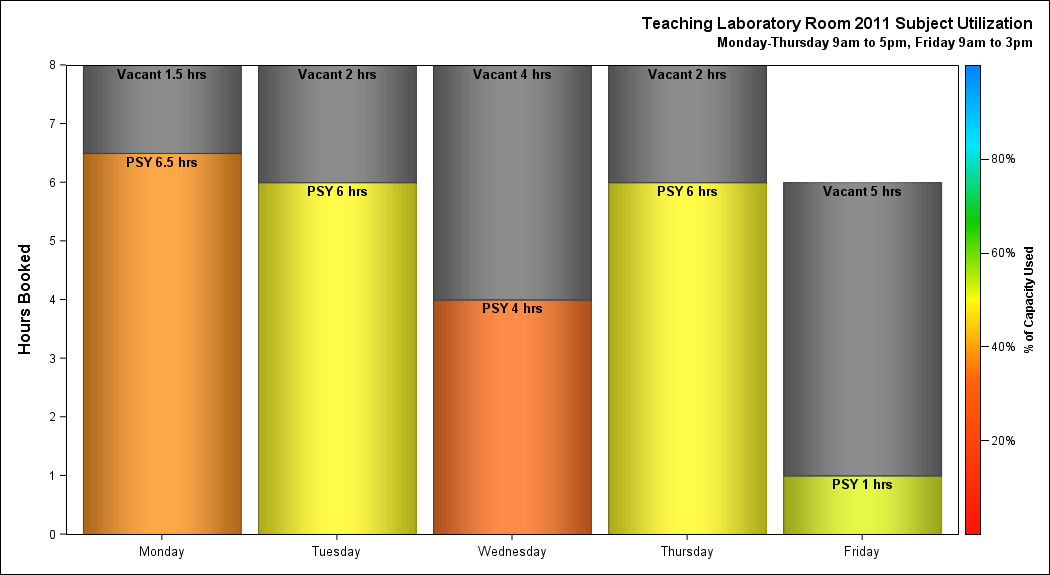 Teaching Laboratory Room 2011 Subject Utilization
Monday-Thursday 9am to 5pm, Friday 9am to 3pm
Hours Booked
8
7
6
5
4
3
2
1
0
Vacant 1.5 hrs
PSY 6.5 hrs
Vacant 2 hrs
PSY 6 hrs
Vacant 4 hrs
PSY 4 hrs
Vacant 2 hrs
PSY 6 hrs
Vacant 5 hrs
PSY 1 hrs
Monday
Tuesday
Wednesday
Thursday
Friday
80%
60%
40%
20%
% of Capacity Used